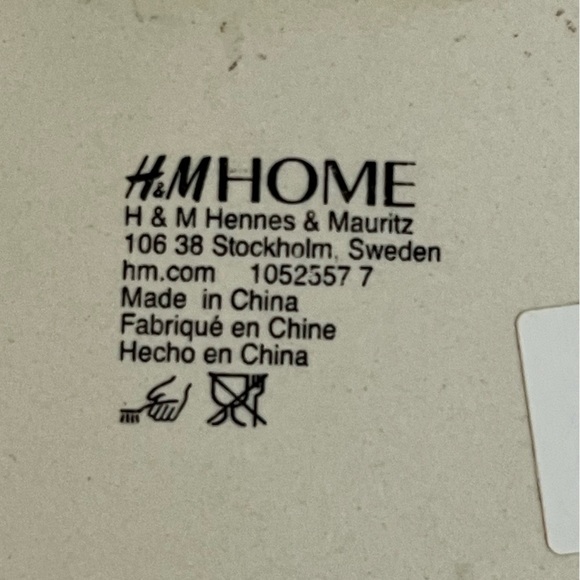 H&M HOME
H & M Hennes & Mauritz
106 38 Stockholm, Sweden
hm.com 1052557 7
Made in China
Fabriqué en Chine
Hecho en China